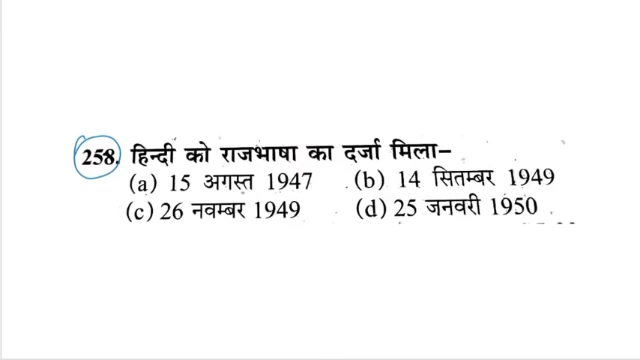 258. हिन्दी को राजभाषा का दर्जा मिला–
(a) 15 अगस्त 1947 (b) 14 सितम्बर 1949
(c) 26 नवम्बर 1949 (d) 25 जनवरी 1950